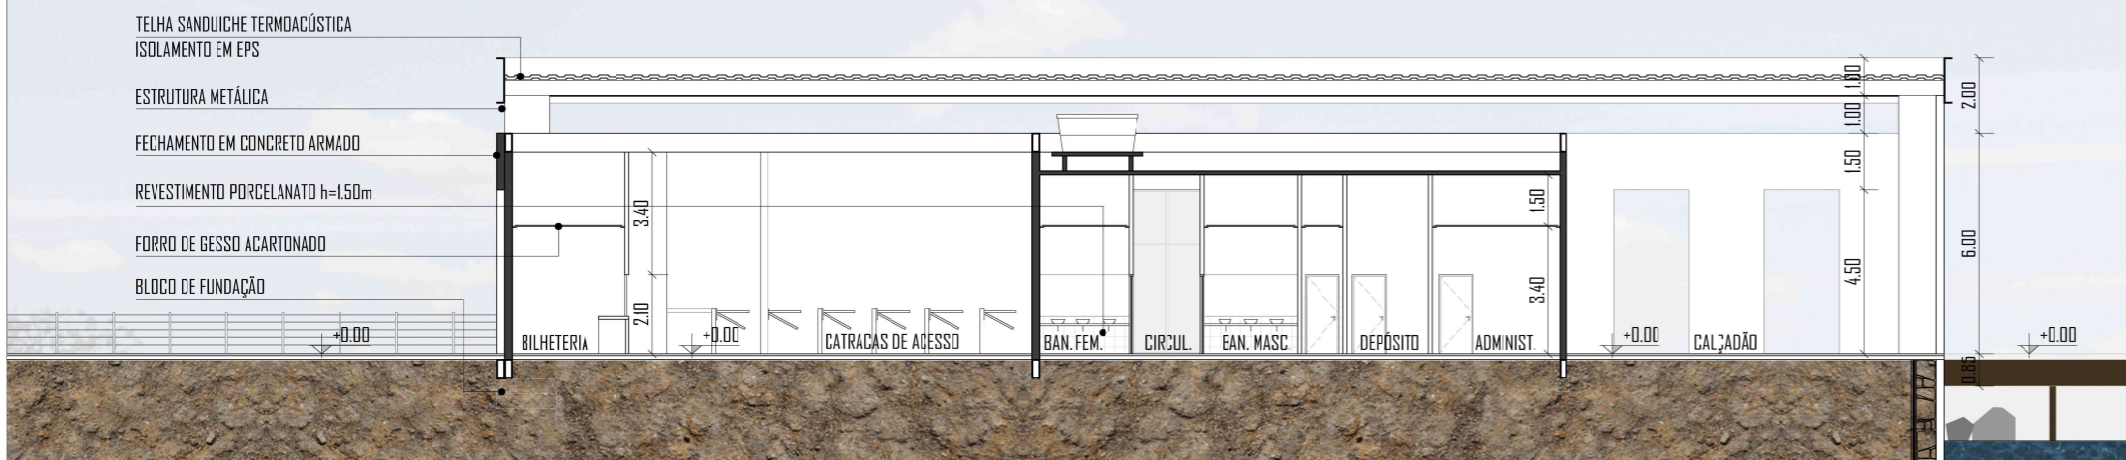 TELHA SANDUICHE TERMOACÚSTICA
ISOLAMENTO EM EPS
ESTRUTURA METÁLICA
FECHAMENTO EM CONCRETO ARMADO
REVESTIMENTO PORCELANATO h=1.50m
FORRO DE GESSO ACARTONADO
BLOCO DE FUNDAÇÃO
+0.00
BILHETERIA
3.40
2.10
+0.00
CATRACAS DE ACESSO
BAN. FEM.
CIRCUL.
BAN. MASC.
DEPÓSITO
ADMINIST.
1.50
3.40
+0.00
CALÇADÃO
1.00
1.00
1.50
4.50
2.00
6.00
0.85
+0.00